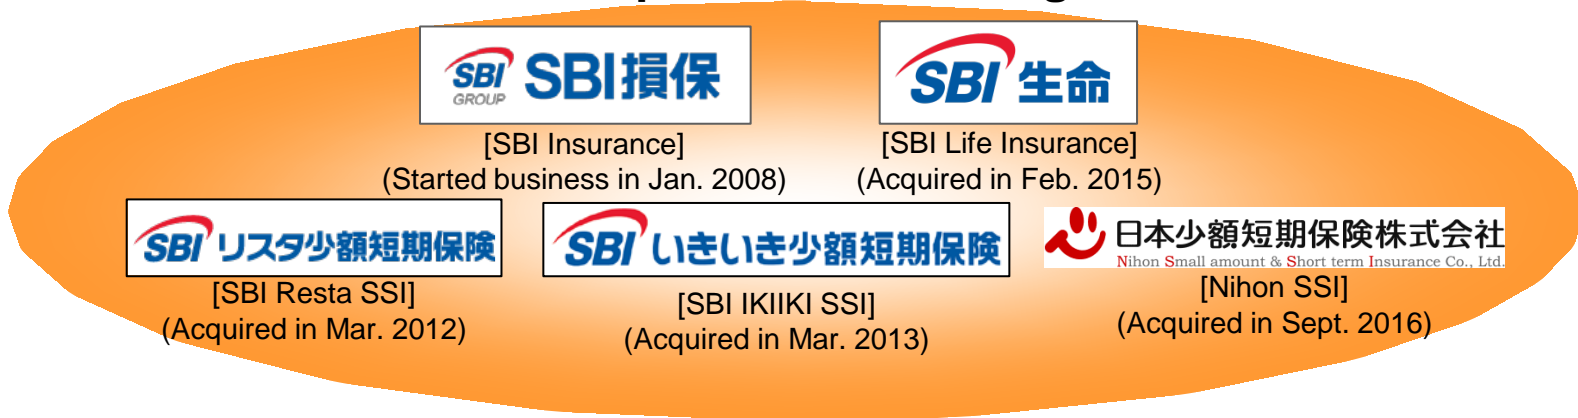 SBI GROUP SBI損保
SBI 生命
[SBI Insurance]
(Started business in Jan. 2008)
[SBI Life Insurance]
(Acquired in Feb. 2015)
SBI リスタ少額短期保険
SBI いきいき少額短期保険
日本少額短期保険株式会社
Nihon Small amount & Short term Insurance Co., Ltd.
[SBI Resta SSI]
(Acquired in Mar. 2012)
[SBI IKIIKI SSI]
(Acquired in Mar. 2013)
[Nihon SSI]
(Acquired in Sept. 2016)